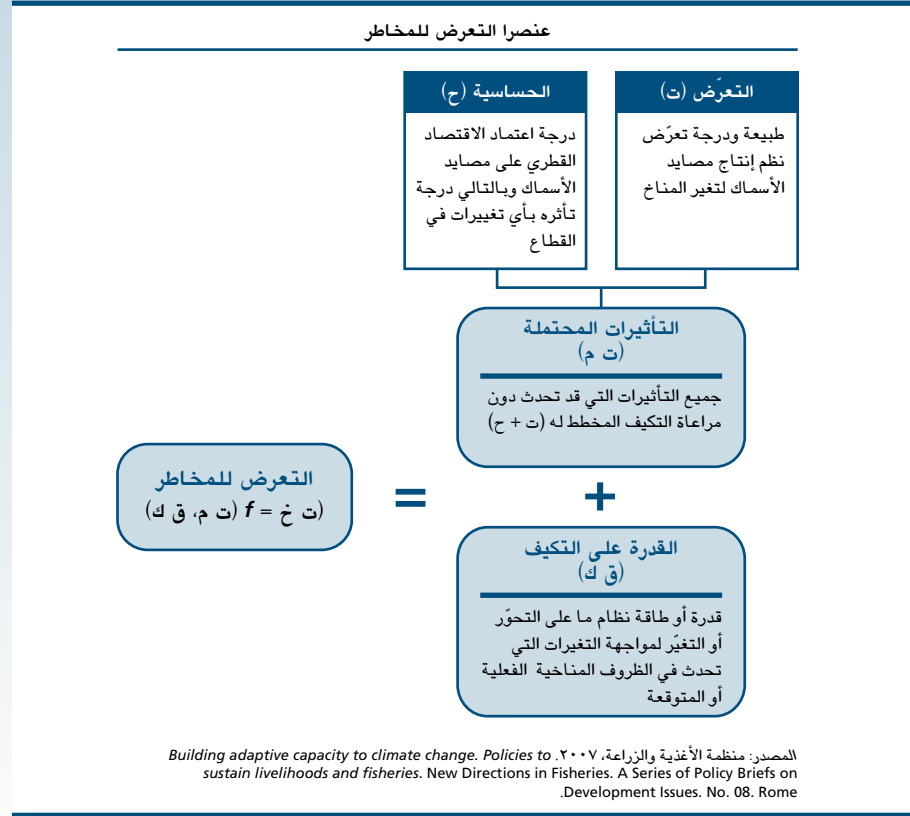 عنصرا التعرض للمخاطر
التعرّض (ت)
طبيعة ودرجة تعرّض
نظم إنتاج مصايد
الأسماك لتغير المناخ
الحساسية (ح)
درجة اعتماد الاقتصاد
القطري على مصايد
الأسماك وبالتالي درجة
تأثره بأي تغييرات في
القطاع
التأثيرات المحتملة
(ت م)
جميع التأثيرات التي قد تحدث دون
مراعاة التكيف المخطط له (ت + ح)
+
القدرة على التكيف
(ق ك)
قدرة أو طاقة نظام ما على التحوّر
أو التغيّر لمواجهة التغيرات التي
تحدث في الظروف المناخية الفعلية
أو المتوقعة
=
التعرض للمخاطر
(ت خ = f (ت م، ق ك)
المصدر: منظمة الأغذية والزراعة، ٢٠٠٧. Building adaptive capacity to climate change. Policies to
sustain livelihoods and fisheries. New Directions in Fisheries. A Series of Policy Briefs on
Development Issues. No. 08. Rome.